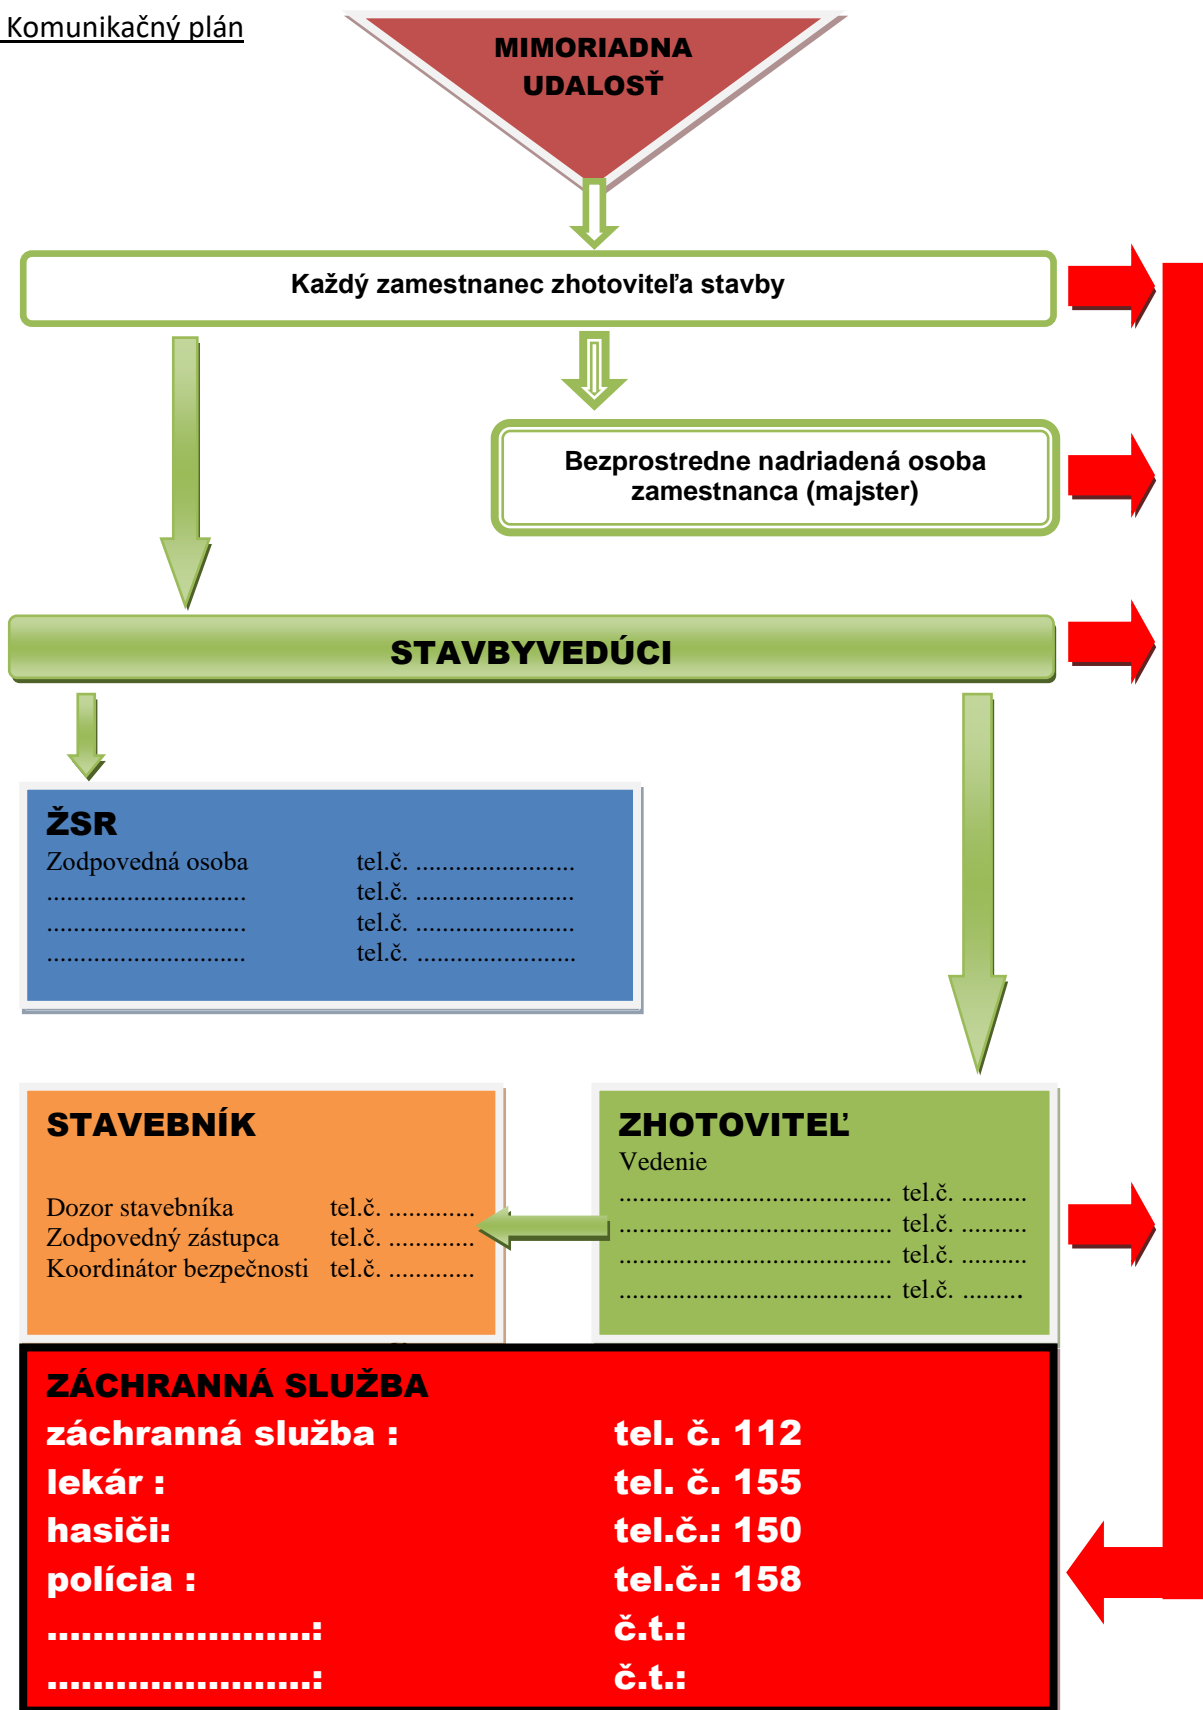 Komunikačný plán
MIMORIADNA
UDALOSŤ
Každý zamestnanec zhotoviteľa stavby
Bezprostredne nadriadená osoba
zamestnanca (majster)
STAVBYVEDÚCI
ŽSR
Zodpovedná osoba tel.č. ........................
.............................. tel.č. ........................
.............................. tel.č. ........................
.............................. tel.č. ........................
STAVEBNÍK
Dozor stavebníka tel.č. .............
Zodpovedný zástupca tel.č. .............
Koordinátor bezpečnosti tel.č. .............
ZHOTOVITEĽ
Vedenie
......................................... tel.č. ..........
......................................... tel.č. ..........
......................................... tel.č. ..........
......................................... tel.č. .........
ZÁCHRANNÁ SLUŽBA
záchranná služba : tel. č. 112
lekár : tel. č. 155
hasiči: tel.č.: 150
polícia : tel.č.: 158
.......................: č.t.:
.......................: č.t.: